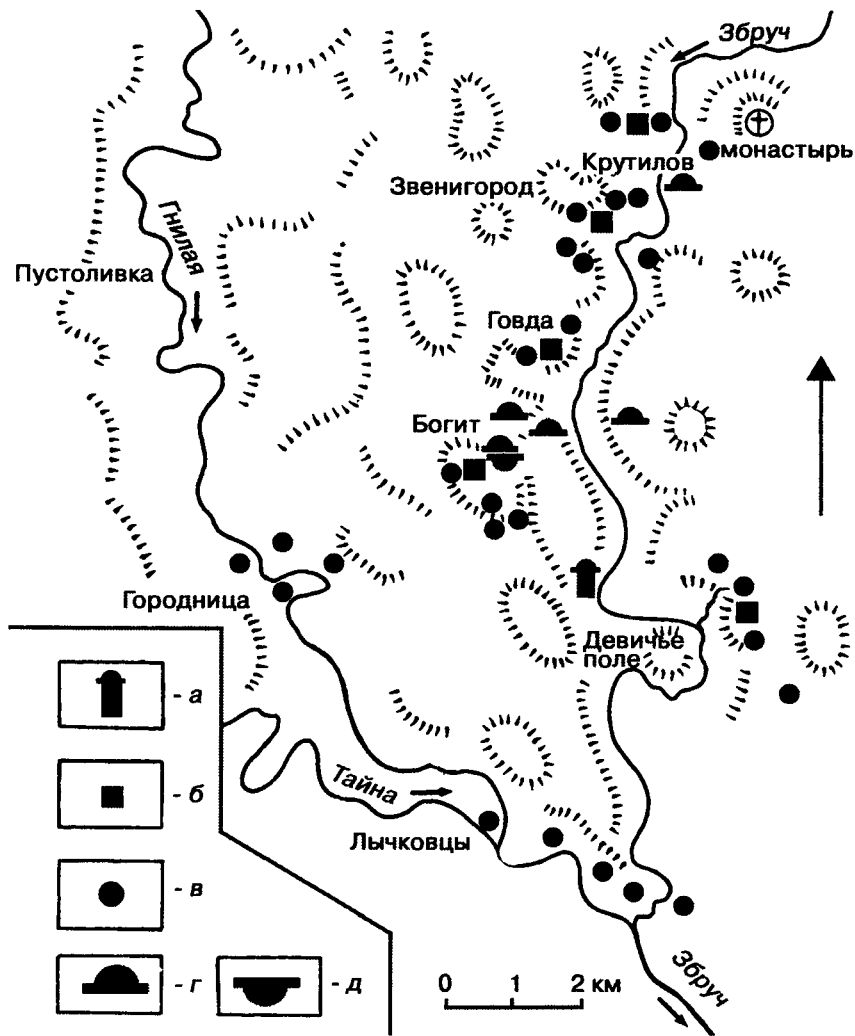 Збруч
монастырь
Крутилов
Звенигород
Гнилая
Пустоливка
Говда
Богит
Городница
Девичье
поле
- а
- б
- в
- г
- д
Тайна
Лычковцы
0 1 2 км
Збруч